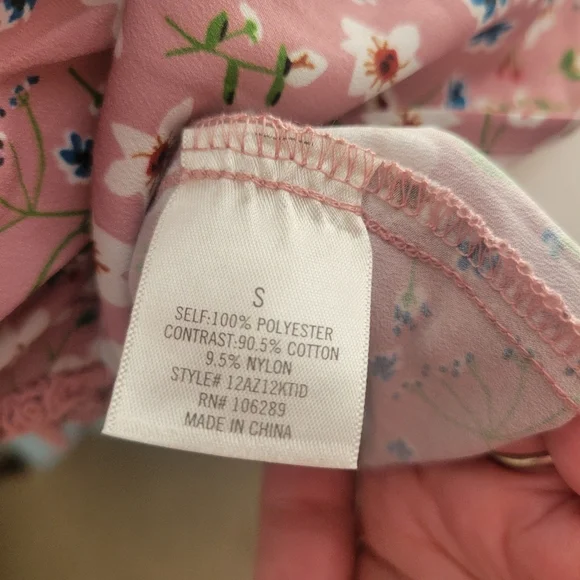 S
SELF:100% POLYESTER
CONTRAST:90.5% COTTON
9.5% NYLON
STYLE# 12AZ12KTID
RN# 106289
MADE IN CHINA